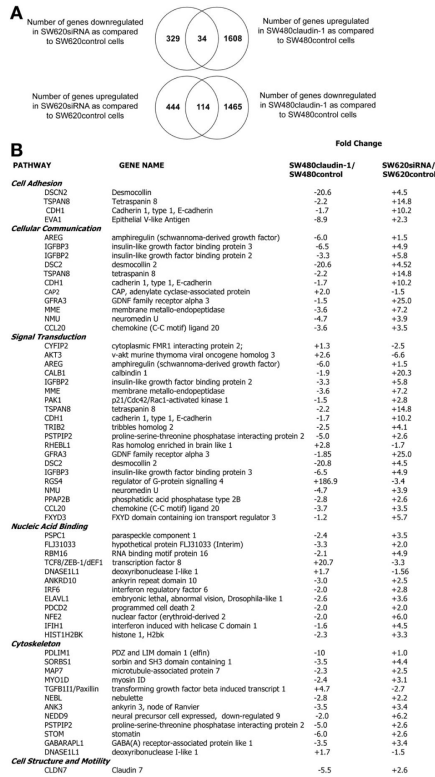 A
Number of genes downregulated
in SW620siRNA as compared
to SW620control cells
329 34 1608
Number of genes upregulated
in SW480claudin-1 as compared
to SW480control cells
Number of genes upregulated
in SW620siRNA as compared
to SW620control cells
444 114 1465
Number of genes downregulated
in SW480claudin-1 as compared
to SW480control cells
B
Fold Change
PATHWAY GENE NAME SW480claudin-1/ SW480control SW620siRNA/ SW620control
Cell Adhesion
DSCN2 Desmocollin -20.6 +4.5
TSPAN8 Tetraspanin 8 -2.2 +14.8
CDH1 Cadherin 1, type 1, E-cadherin -1.7 +10.2
EVA1 Epithelial V-like Antigen -8.9 +2.3
Cellular Communication
AREG amphiregulin (schwannoma-derived growth factor) -6.0 +1.5
IGFBP3 insulin-like growth factor binding protein 3 -6.5 +4.9
IGFBP2 insulin-like growth factor binding protein 2 -3.3 +5.8
DSC2 desmocollin 2 -20.6 +4.52
TSPAN8 tetraspanin 8 -2.2 +14.8
CDH1 cadherin 1, type 1, E-cadherin -1.7 +10.2
CAP2 CAP, adenylate cyclase-associated protein +2.0 -1.5
GFRA3 GDNF family receptor alpha 3 -1.5 +25.0
MME membrane metallo-endopeptidase -3.6 +7.2
NMU neuromedin U -4.7 +3.9
CCL20 chemokine (C-C motif) ligand 20 -3.6 +3.5
Signal Transduction
CYFIP2 cytoplasmic FMR1 interacting protein 2; +1.3 -2.5
AKT3 v-akt murine thymoma viral oncogene homolog 3 +2.6 -6.6
AREG amphiregulin (schwannoma-derived growth factor) -6.0 +1.5
CALB1 calbindin 1 -1.9 +20.3
IGFBP2 insulin-like growth factor binding protein 2 -3.3 +5.8
MME membrane metallo-endopeptidase -3.6 +7.2
PAK1 p21/Cdc42/Rac1-activated kinase 1 -1.5 +2.8
TSPAN8 tetraspanin 8 -2.2 +14.8
CDH1 cadherin 1, type 1, E-cadherin -1.7 +10.2
TRIB2 tribbles homolog 2 -2.5 +4.1
PSTPIP2 proline-serine-threonine phosphatase interacting protein 2 -5.0 +2.6
RHEBL1 Ras homolog enriched in brain like 1 +2.8 -1.7
GFRA3 GDNF family receptor alpha 3 -1.85 +25.0
DSC2 desmocollin 2 -20.8 +4.5
IGFBP3 insulin-like growth factor binding protein 3 -6.5 +4.9
RGS4 regulator of G-protein signalling 4 +186.9 -3.4
NMU neuromedin U -4.7 +3.9
PPAP2B phosphatidic acid phosphatase type 2B -2.8 +2.6
CCL20 chemokine (C-C motif) ligand 20 -3.7 +3.5
FXYD3 FXYD domain containing ion transport regulator 3 -1.2 +5.7
Nucleic Acid Binding
PSPC1 paraspeckle component 1 -2.4 +3.5
FLJ31033 hypothetical protein FLJ31033 (Interim) -3.3 +2.0
RBM16 RNA binding motif protein 16 -2.1 +4.9
TCF8/ZEB-1/dEF1 transcription factor 8 +20.7 -3.3
DNASE1L1 deoxyribonuclease I-like 1 +1.7 -1.56
ANKRD10 ankyrin repeat domain 10 -3.0 +2.5
IRF6 interferon regulatory factor 6 -2.0 +2.8
ELAVL1 embryonic lethal, abnormal vision, Drosophila-like 1 -2.6 +3.6
PDCD2 programmed cell death 2 -2.0 +2.0
NFE2 nuclear factor (erythroid-derived 2 -2.0 +6.0
IFIH1 interferon induced with helicase C domain 1 -1.6 +4.5
HIST1H2BK histone 1, H2bk -2.3 +3.3
Cytoskeleton
PDLIM1 PDZ and LIM domain 1 (elfin) -10 +1.0
SORBS1 sorbin and SH3 domain containing 1 -3.5 +4.4
MAP7 microtubule-associated protein 7 -2.3 +2.5
MYO1D myosin ID -2.4 +3.1
TGFB1I1/Paxillin transforming growth factor beta induced transcript 1 +4.7 -2.7
NEBL nebulette -2.8 +2.2
ANK3 ankyrin 3, node of Ranvier -3.5 +3.4
NEDD9 neural precursor cell expressed, down-regulated 9 -2.0 +6.2
PSTPIP2 proline-serine-threonine phosphatase interacting protein 2 -5.0 +2.6
STOM stomatin -6.0 +2.6
GABARAPL1 GABA(A) receptor-associated protein like 1 -3.5 +3.4
DNASE1L1 deoxyribonuclease I-like 1 +1.7 -1.5
Cell Structure and Motility
CLDN7 Claudin 7 -5.5 +2.6